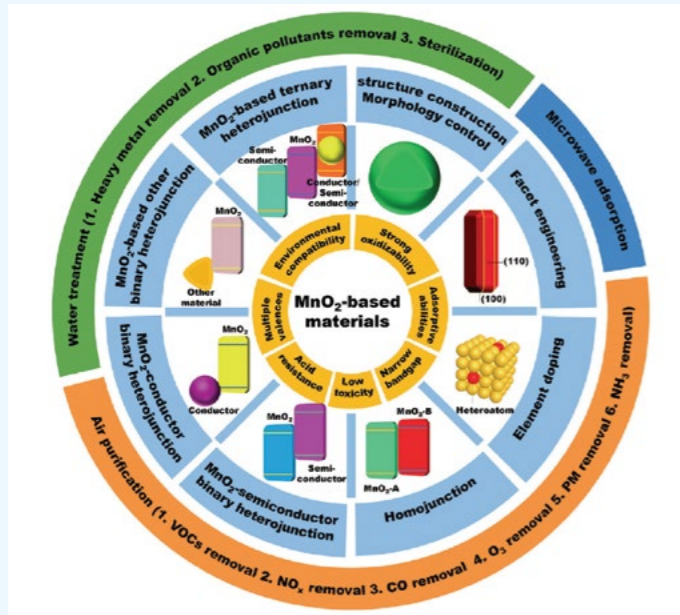 Water treatment (1. Heavy metal removal 2. Organic pollutants removal 3. Sterilization)
Microwave adsorption
Air purification (1. VOCs removal 2. NOₓ removal 3. CO removal 4. O₃ removal 5. PM removal 6. NH₃ removal)
MnO₂-based ternary
heterojunction
structure construction
Morphology control
Facet engineering
Element doping
Homojunction
MnO₂-semiconductor
binary heterojunction
MnO₂-conductor
binary heterojunction
MnO₂-based other
binary heterojunction
Semi-
conductor
MnO₂
Conductor/
Semi-
conductor
(110)
(100)
Heteroatom
MnO₂-B
MnO₂-A
MnO₂
Semi-
conductor
MnO₂
Conductor
MnO₂
Other
material
Environmental
compatibility
Strong
oxidizability
Adsorptive
abilities
Narrow
bandgap
Low
toxicity
Acid
resistance
Multiple
valences
MnO₂-based
materials